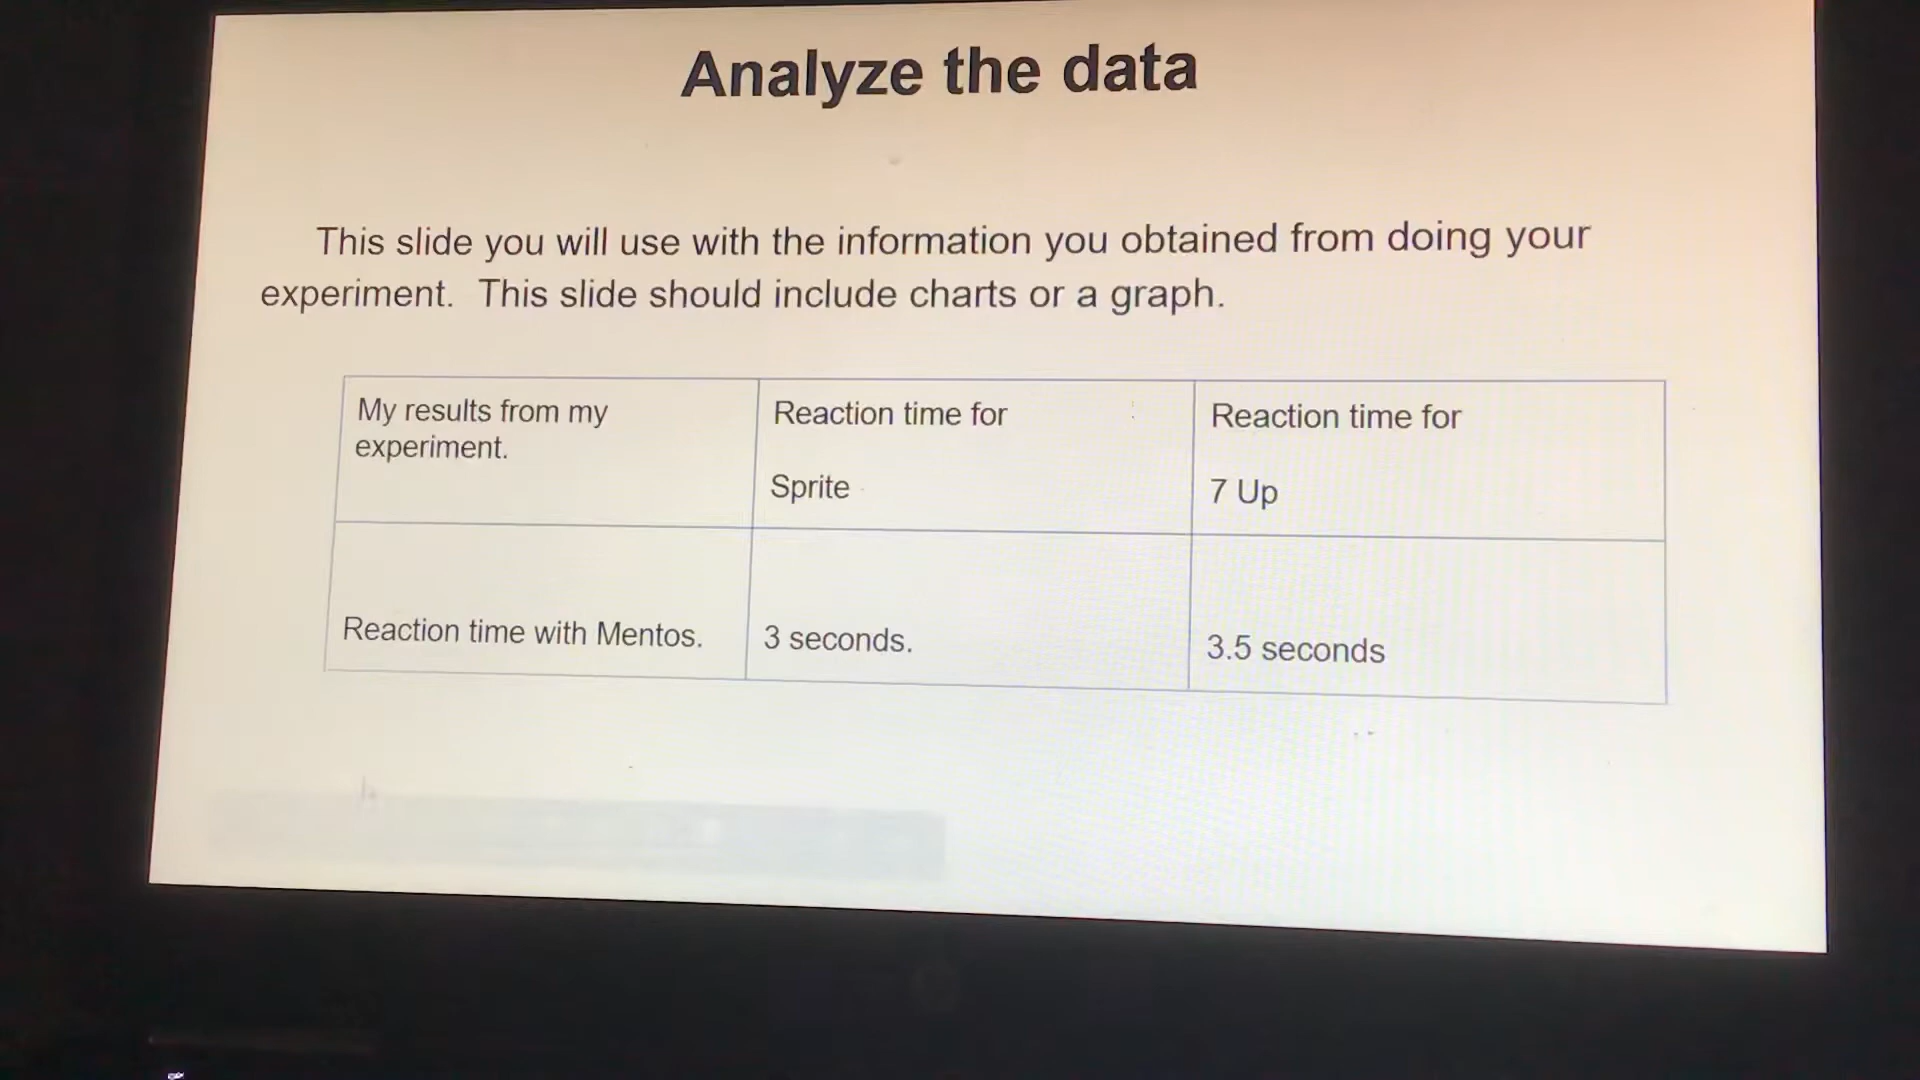 Analyze the data
This slide you will use with the information you obtained from doing your
experiment. This slide should include charts or a graph.
My results from my
experiment.
Reaction time for
Sprite
Reaction time for
7 Up
Reaction time with Mentos.
3 seconds.
3.5 seconds